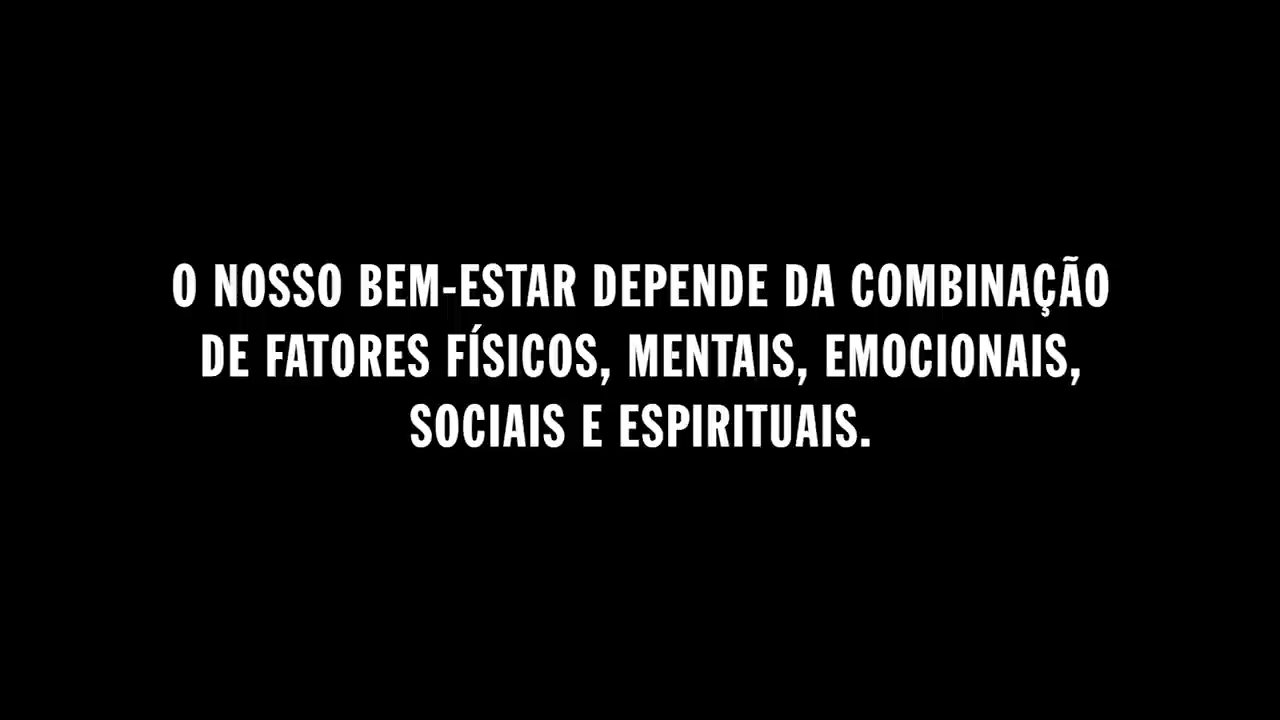 O NOSSO BEM-ESTAR DEPENDE DA COMBINAÇÃO
DE FATORES FÍSICOS, MENTAIS, EMOCIONAIS,
SOCIAIS E ESPIRITUAIS.